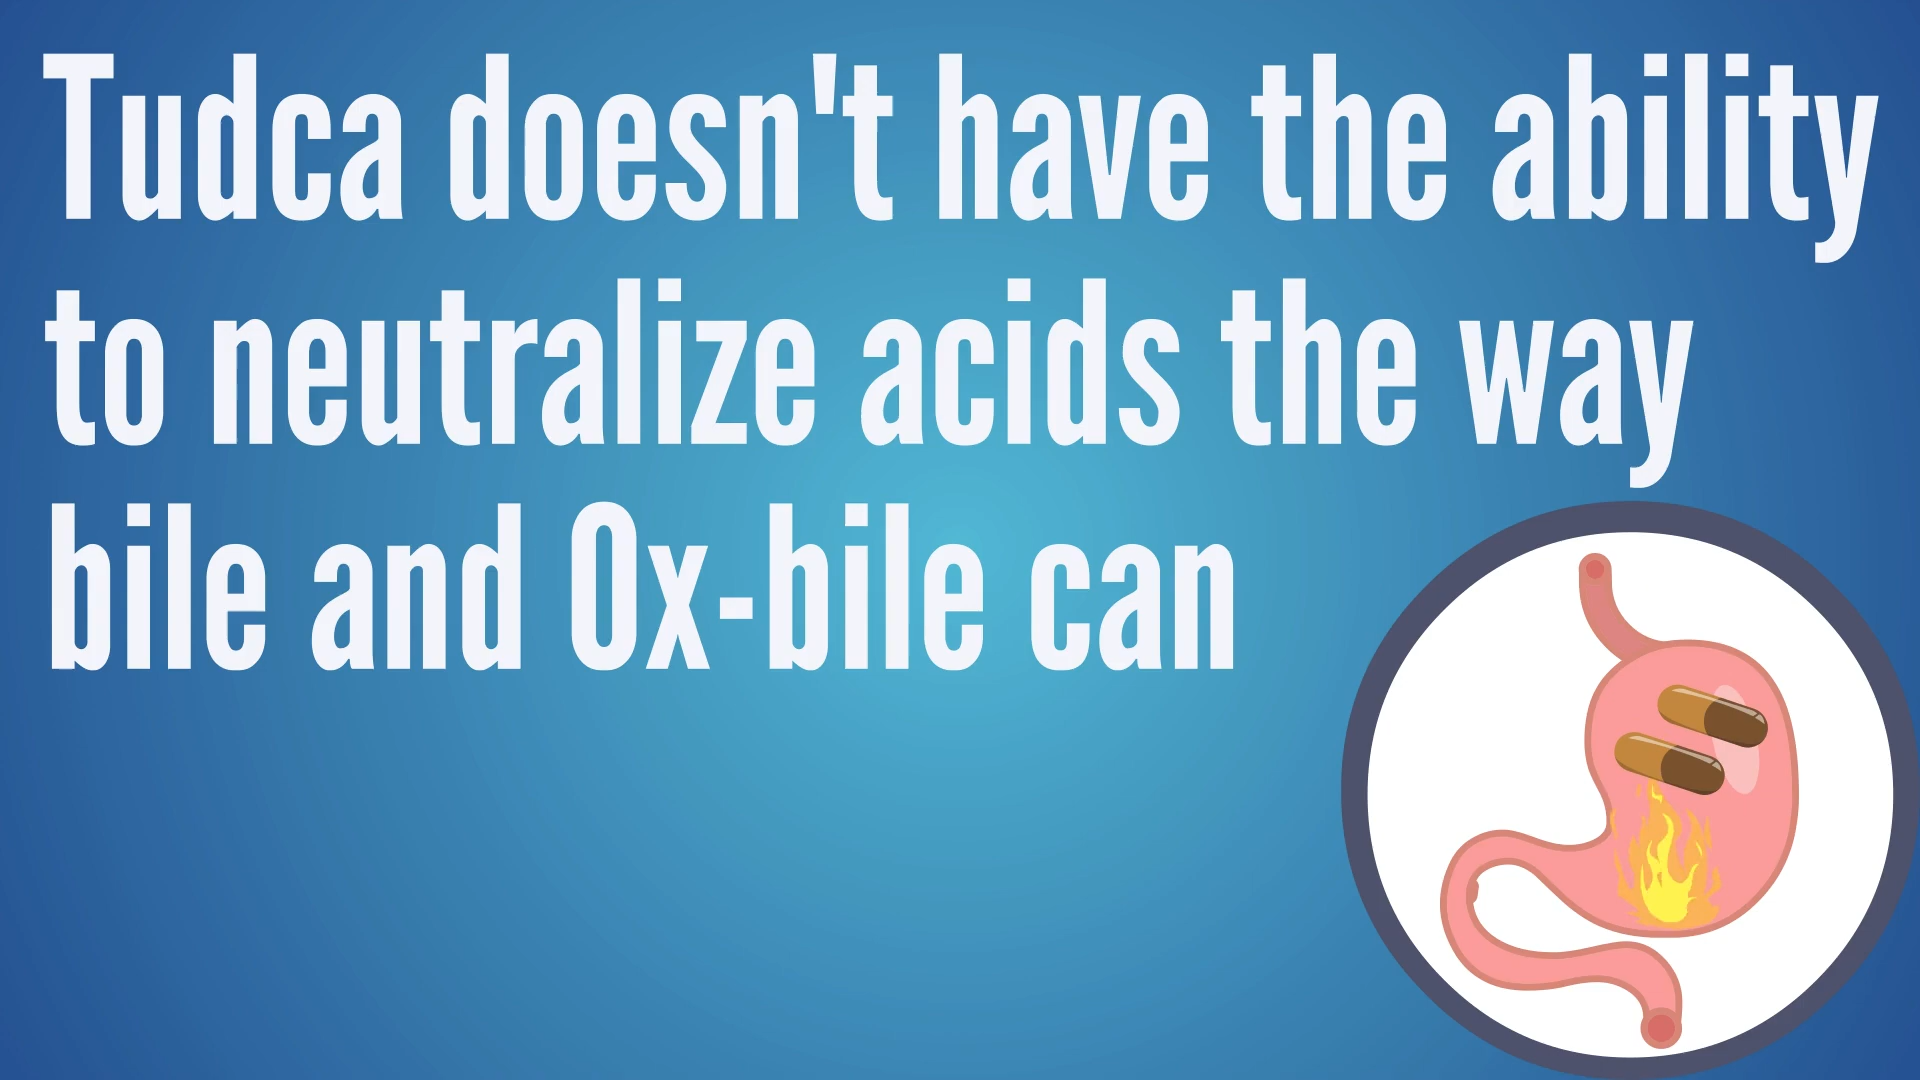 Tudca doesn't have the ability
to neutralize acids the way
bile and Ox-bile can